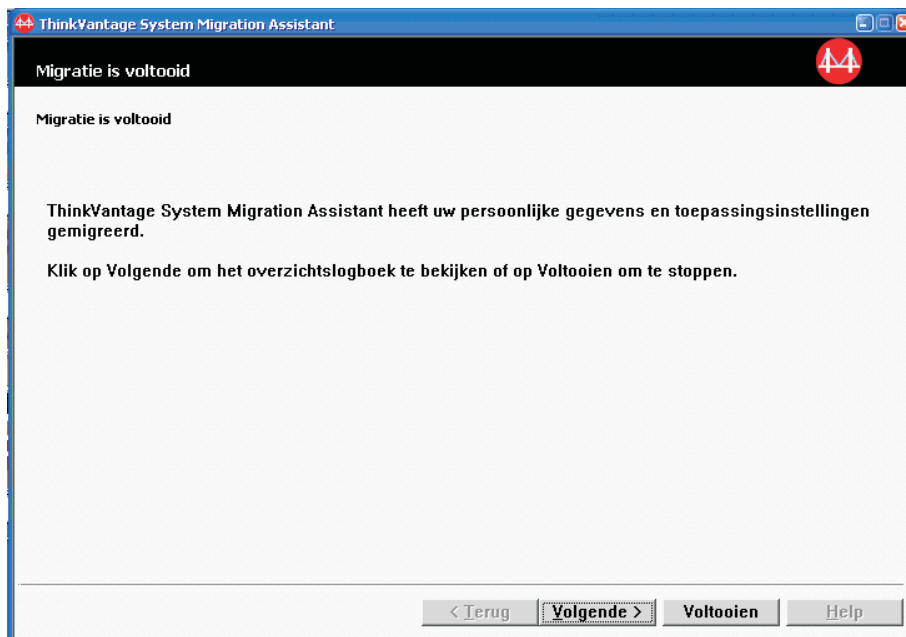 ThinkVantage System Migration Assistant
Migratie is voltooid
Migratie is voltooid
ThinkVantage System Migration Assistant heeft uw persoonlijke gegevens en toepassingsinstellingen
gemigreerd.
Klik op Volgende om het overzichtslogboek te bekijken of op Voltooien om te stoppen.
< Terug
Volgende >
Voltooien
Help